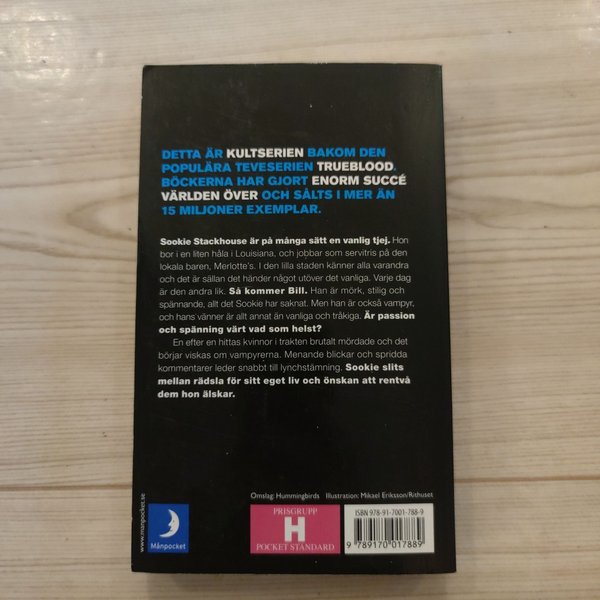 DETTA ÄR KULTSERIEN BAKOM DEN
POPULÄRA TEVESERIEN TRUEBLOOD.
BÖCKERNA HAR GJORT ENORM SUCCÉ
VÄRLDEN ÖVER OCH SÅLTS I MER ÄN
15 MILJONER EXEMPLAR.
Sookie Stackhouse är på många sätt en vanlig tjej. Hon
bor i en liten håla i Louisiana, och jobbar som servitris på den
lokala baren, Merlotte's. I den lilla staden känner alla varandra
och det är sällan det händer något utöver det vanliga. Varje dag
är den andra lik. Så kommer Bill. Han är mörk, stilig och
spännande, allt det Sookie har saknat. Men han är också vampyr,
och hans vänner är allt annat än vanliga och tråkiga. Är passion
och spänning värt vad som helst?
En efter en hittas kvinnor i trakten brutalt mördade och det
börjar viskas om vampyrerna. Menande blickar och spridda
kommentarer leder snabbt till lynchstämning. Sookie slits
mellan rädsla för sitt eget liv och önskan att rentvå
dem hon älskar.
www.manpocket.se
Månpocket
Omslag: Hummingbirds Illustration: Mikael Eriksson/Rithuset
PRISGRUPP
H
POCKET STANDARD
ISBN 978-91-7001-788-9
9 789170 017889